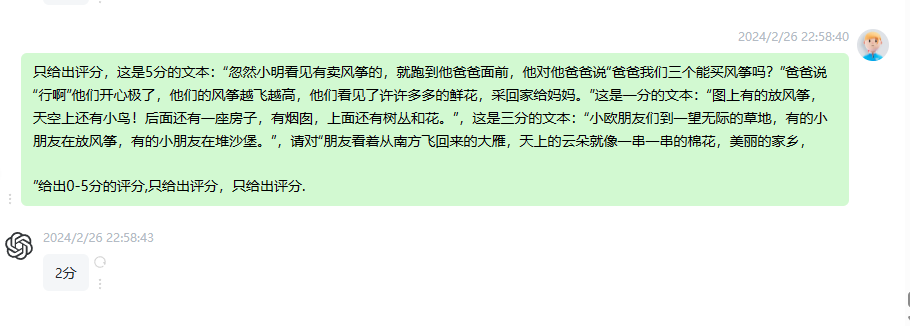 2024/2/26 22:58:40
只给出评分，这是5分的文本：“忽然小明看见有卖风筝的，就跑到他爸爸面前，他对他爸爸说“爸爸我们三个能买风筝吗？”爸爸说
“行啊”他们开心极了，他们的风筝越飞越高，他们看见了许许多多的鲜花，采回家给妈妈。”这是一分的文本：“图上有的放风筝，
天空上还有小鸟！后面还有一座房子，有烟囱，上面还有树丛和花。”，这是三分的文本：“小欧朋友们到一望无际的草地，有的小
朋友在放风筝，有的小朋友在堆沙堡。”，请对“朋友看着从南方飞回来的大雁，天上的云朵就像一串一串的棉花，美丽的家乡，
”给出0-5分的评分,只给出评分，只给出评分.
2024/2/26 22:58:43
2分